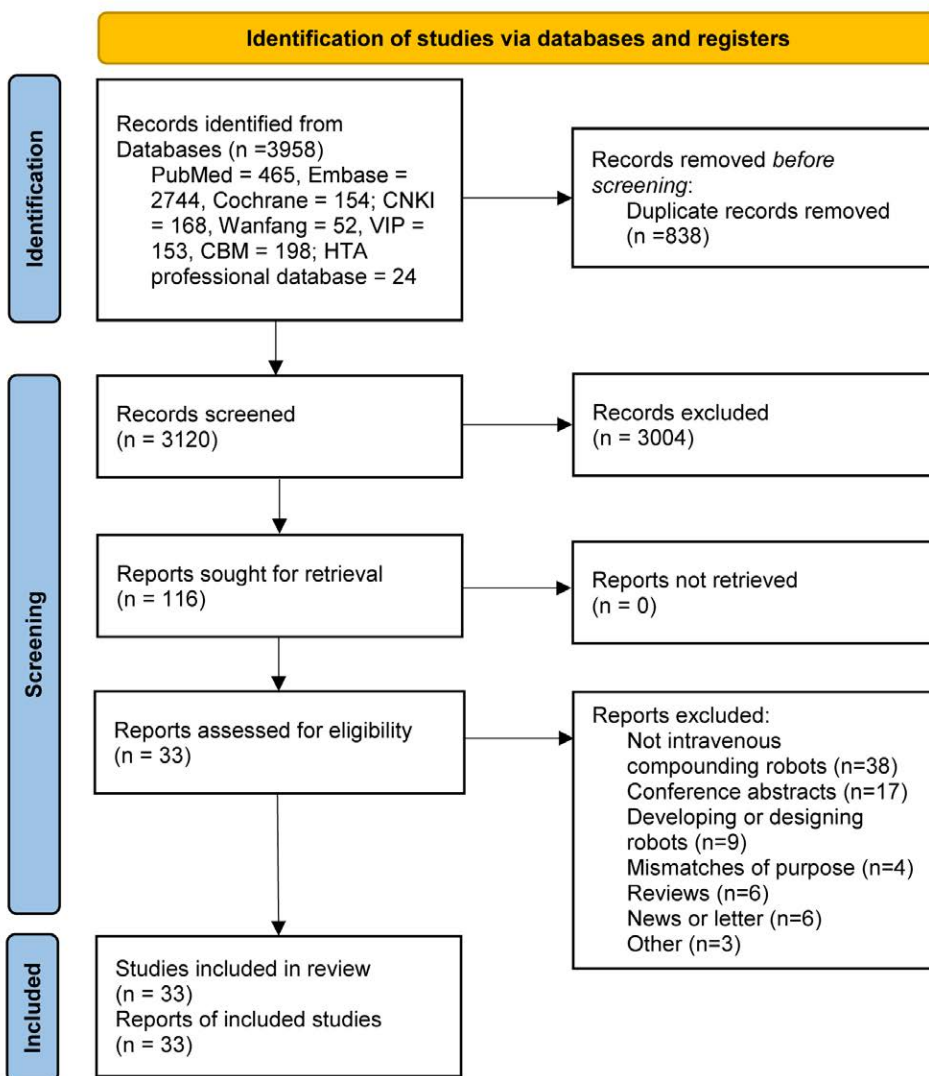 Identification of studies via databases and registers
Identification
Records identified from
Databases (n =3958)
PubMed = 465, Embase =
2744, Cochrane = 154; CNKI
= 168, Wanfang = 52, VIP =
153, CBM = 198; HTA
professional database = 24
Records removed before
screening:
Duplicate records removed
(n =838)
Screening
Records screened
(n = 3120)
Records excluded
(n = 3004)
Reports sought for retrieval
(n = 116)
Reports not retrieved
(n = 0)
Reports assessed for eligibility
(n = 33)
Reports excluded:
Not intravenous
compounding robots (n=38)
Conference abstracts (n=17)
Developing or designing
robots (n=9)
Mismatches of purpose (n=4)
Reviews (n=6)
News or letter (n=6)
Other (n=3)
Included
Studies included in review
(n = 33)
Reports of included studies
(n = 33)